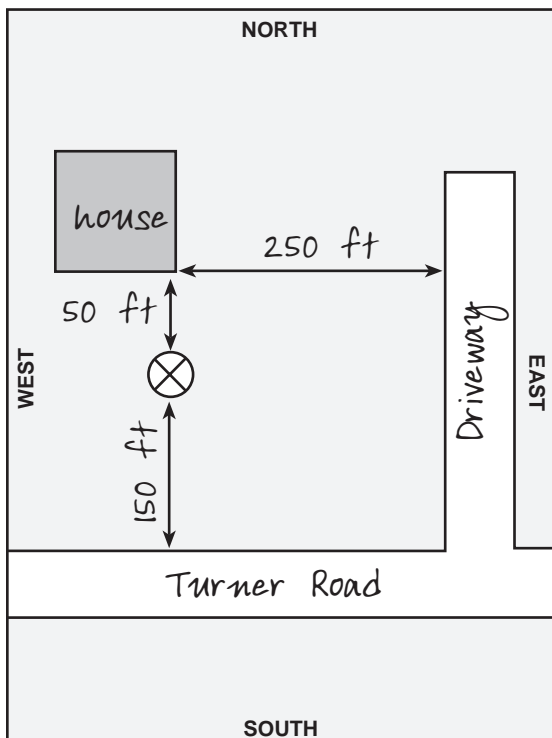 NORTH
house
250 ft
50 ft
WEST
EAST
Driveway
150 ft
Turner Road
SOUTH